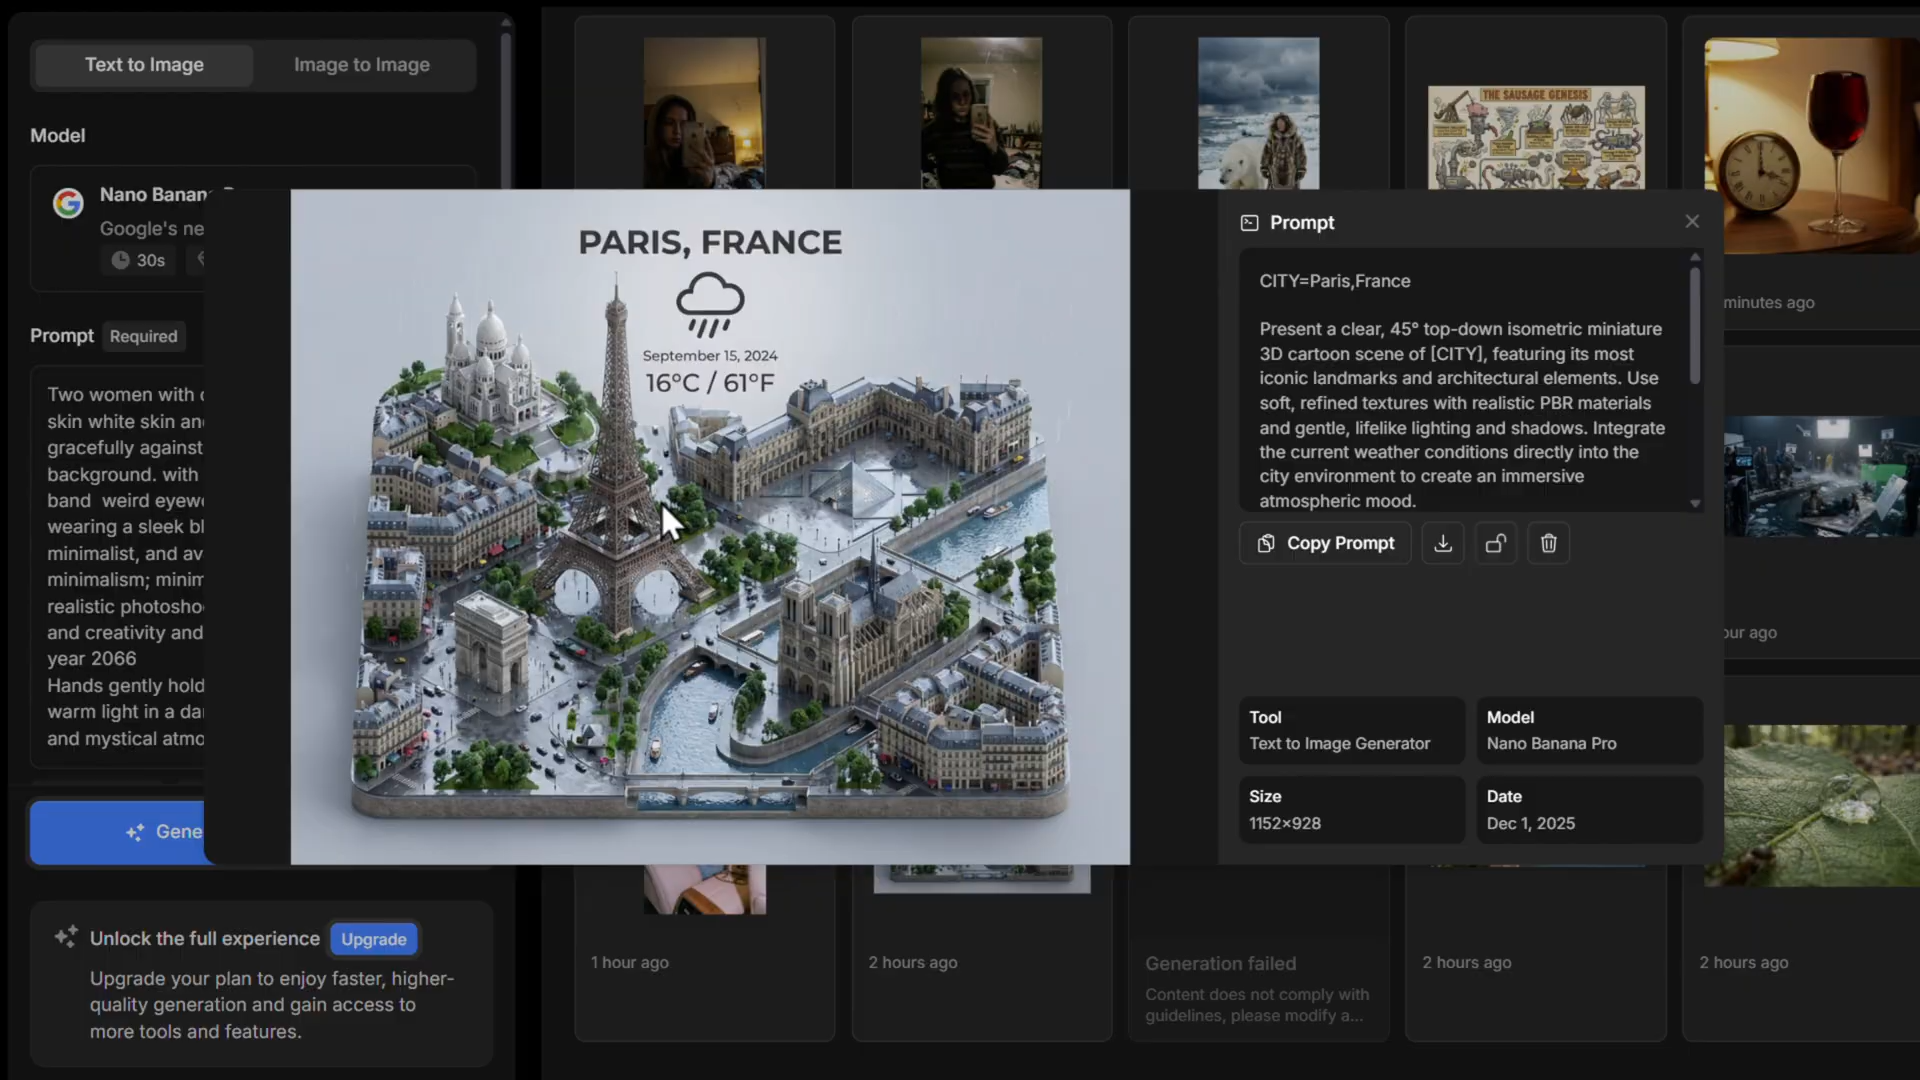 Text to Image
Image to Image
Model
Nano Banana
Google's ne
30s
Prompt
Required
Two women with
skin white skin an
gracefully against
background. with
band weird eyew
wearing a sleek bl
minimalist, and av
minimalism; minim
realistic photosho
and creativity and
year 2066
Hands gently hold
warm light in a da
and mystical atmo
Gene
Unlock the full experience
Upgrade
Upgrade your plan to enjoy faster, higher-
quality generation and gain access to
more tools and features.
THE SAUSAGE GENESIS
minutes ago
our ago
1 hour ago
2 hours ago
Generation failed
Content does not comply with
guidelines, please modify a...
2 hours ago
2 hours ago
PARIS, FRANCE
September 15, 2024
16°C / 61°F
Prompt
CITY=Paris,France
Present a clear, 45° top-down isometric miniature
3D cartoon scene of [CITY], featuring its most
iconic landmarks and architectural elements. Use
soft, refined textures with realistic PBR materials
and gentle, lifelike lighting and shadows. Integrate
the current weather conditions directly into the
city environment to create an immersive
atmospheric mood.
Copy Prompt
Tool
Text to Image Generator
Model
Nano Banana Pro
Size
1152×928
Date
Dec 1, 2025